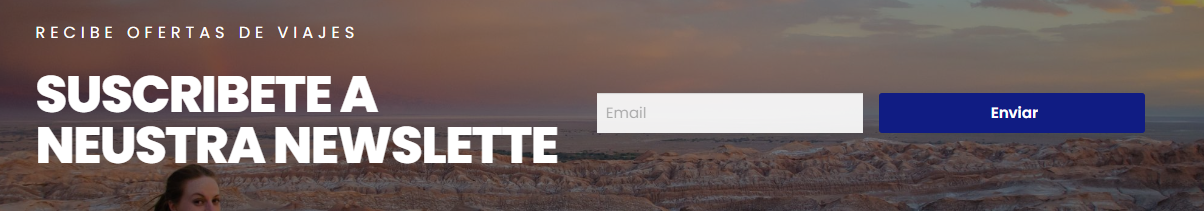 RECIBE OFERTAS DE VIAJES
SUSCRIBETE A
NEUSTRA NEWSLETTE
Email
Enviar